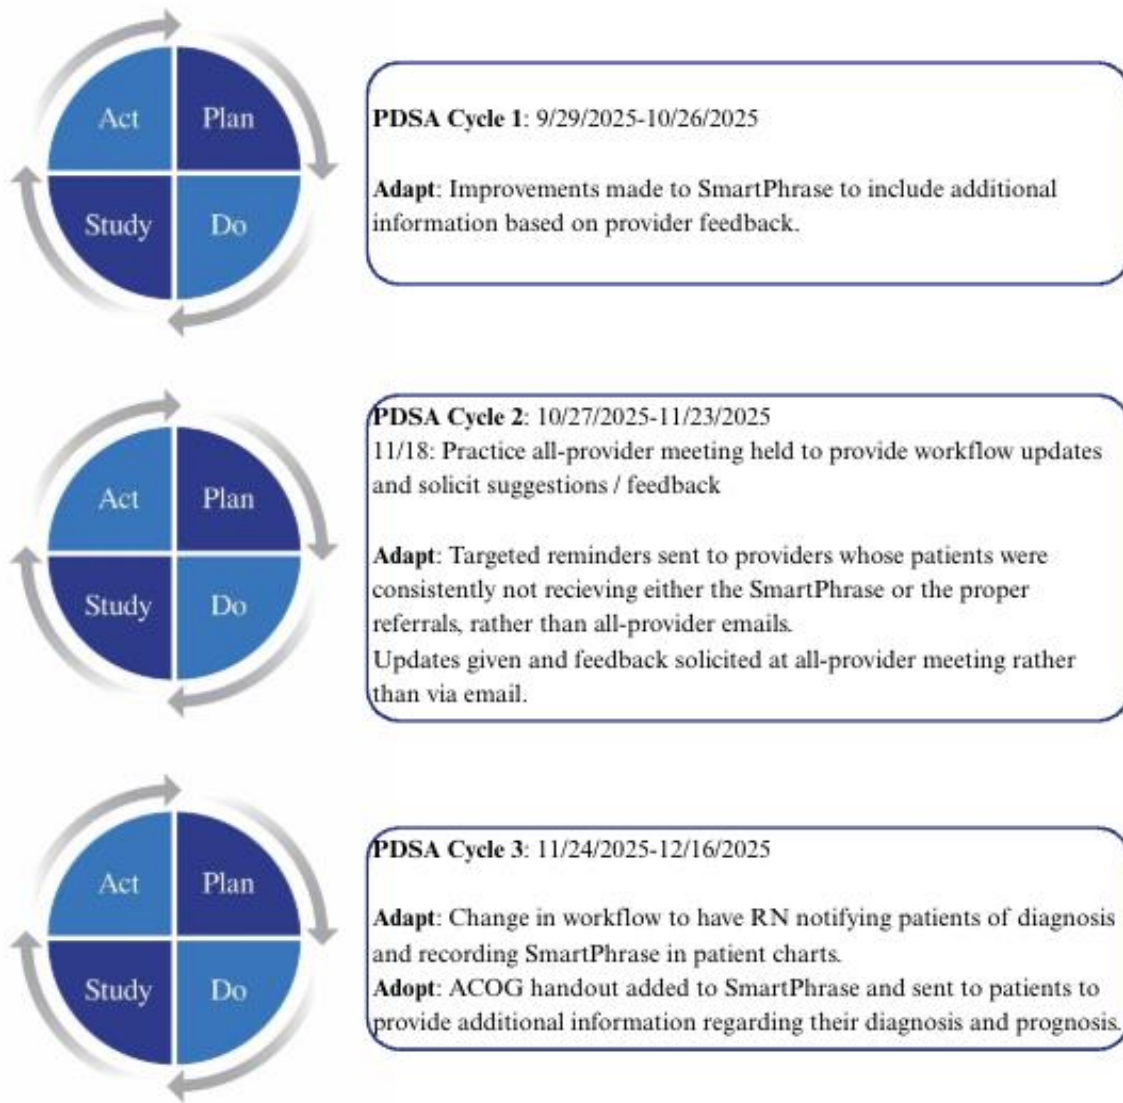 Act Plan
Study Do
PDSA Cycle 1: 9/29/2025-10/26/2025
Adapt: Improvements made to SmartPhrase to include additional
information based on provider feedback.
Act Plan
Study Do
PDSA Cycle 2: 10/27/2025-11/23/2025
11/18: Practice all-provider meeting held to provide workflow updates
and solicit suggestions / feedback
Adapt: Targeted reminders sent to providers whose patients were
consistently not recieving either the SmartPhrase or the proper
referrals, rather than all-provider emails.
Updates given and feedback solicited at all-provider meeting rather
than via email.
Act Plan
Study Do
PDSA Cycle 3: 11/24/2025-12/16/2025
Adapt: Change in workflow to have RN notifying patients of diagnosis
and recording SmartPhrase in patient charts.
Adopt: ACOG handout added to SmartPhrase and sent to patients to
provide additional information regarding their diagnosis and prognosis.